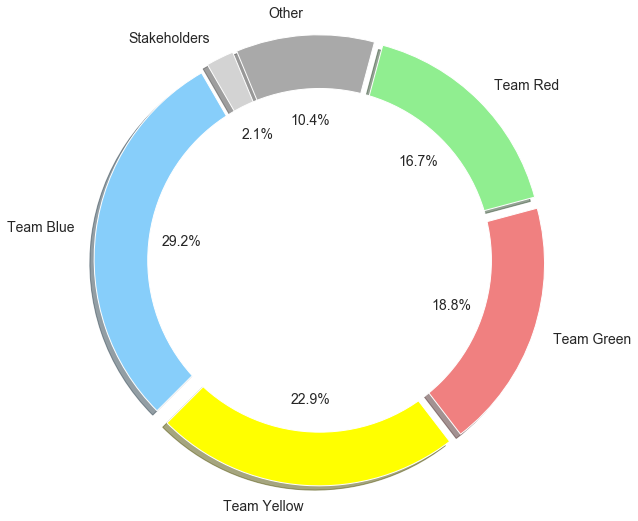 Other
Stakeholders
Team Red
10.4%
2.1%
16.7%
Team Blue
29.2%
18.8%
Team Green
22.9%
Team Yellow